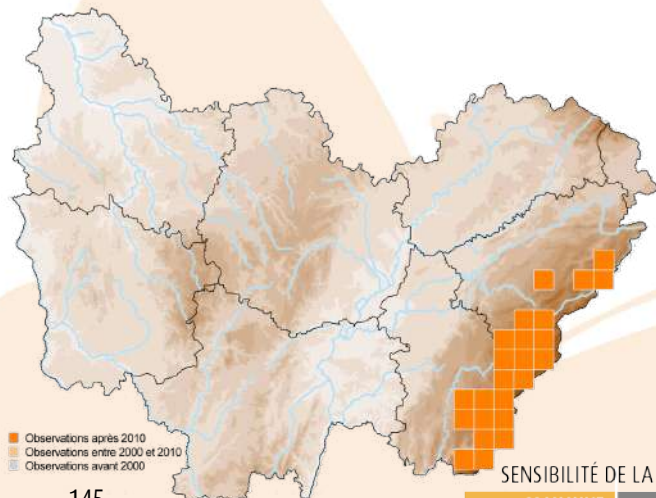 Observations après 2010
Observations entre 2000 et 2010
Observations avant 2000
145
SENSIBILITÉ DE LA